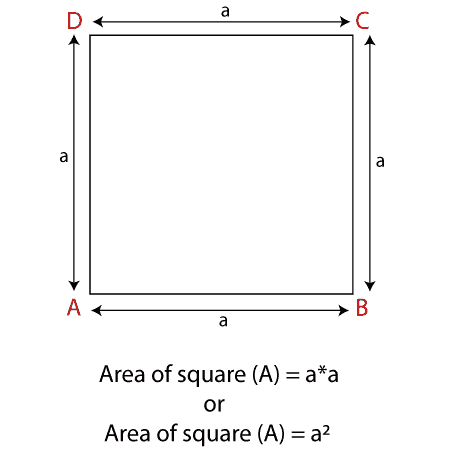 a
D C
a a
A B
a
Area of square (A) = a*a
or
Area of square (A) = a²